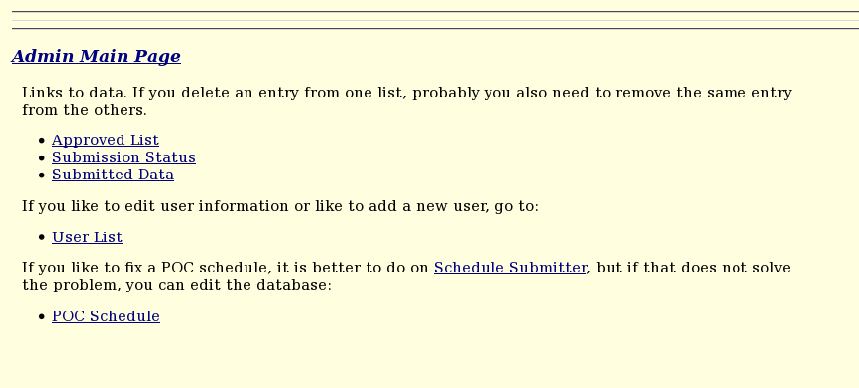 Admin Main Page
Links to data. If you delete an entry from one list, probably you also need to remove the same entry
from the others.
Approved List
Submission Status
Submitted Data
If you like to edit user information or like to add a new user, go to:
User List
If you like to fix a POC schedule, it is better to do on Schedule Submitter, but if that does not solve
the problem, you can edit the database:
POC Schedule